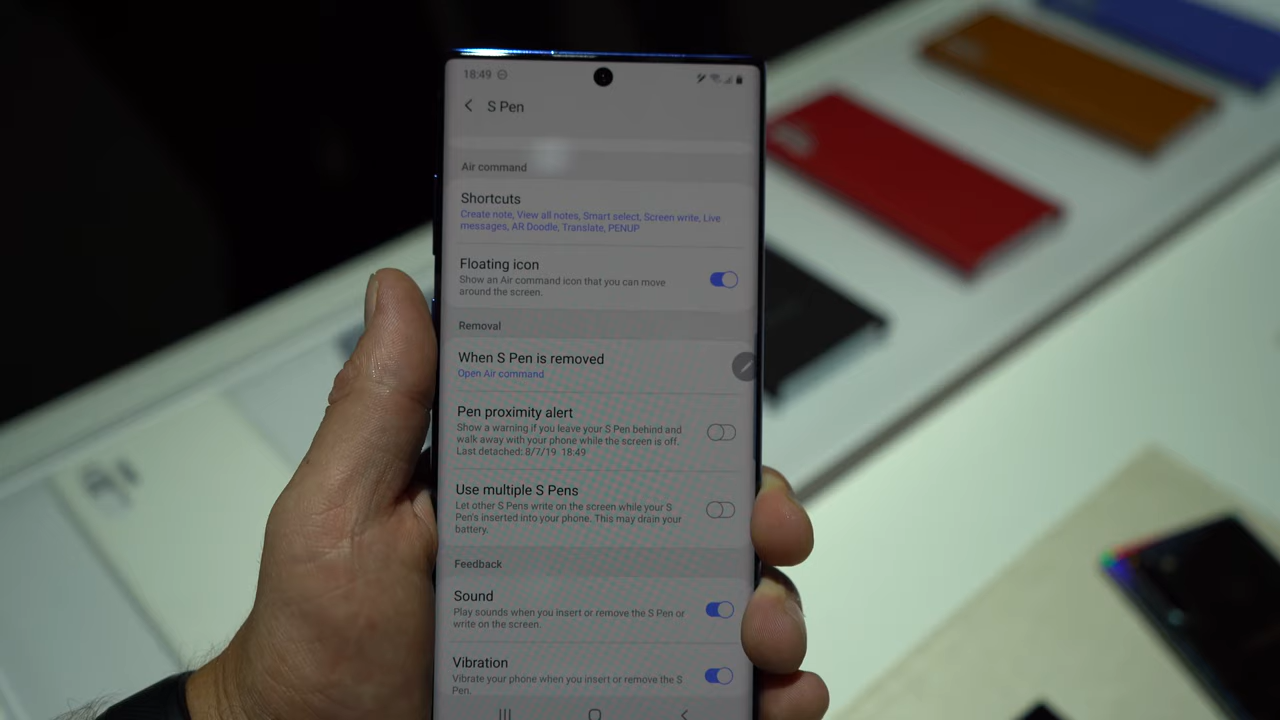 18:49
S Pen
Air command
Shortcuts
Create note, View all notes, Smart select, Screen write, Live
messages, AR Doodle, Translate, PENUP
Floating icon
Show an Air command icon that you can move
around the screen.
Removal
When S Pen is removed
Open Air command
Pen proximity alert
Show a warning if you leave your S Pen behind and
walk away with your phone while the screen is off.
Last detached: 8/7/19 18:49
Use multiple S Pens
Let other S Pens write on the screen while your S
Pen's inserted into your phone. This may drain your
battery.
Feedback
Sound
Play sounds when you insert or remove the S Pen or
write on the screen.
Vibration
Vibrate your phone when you insert or remove the S
Pen.